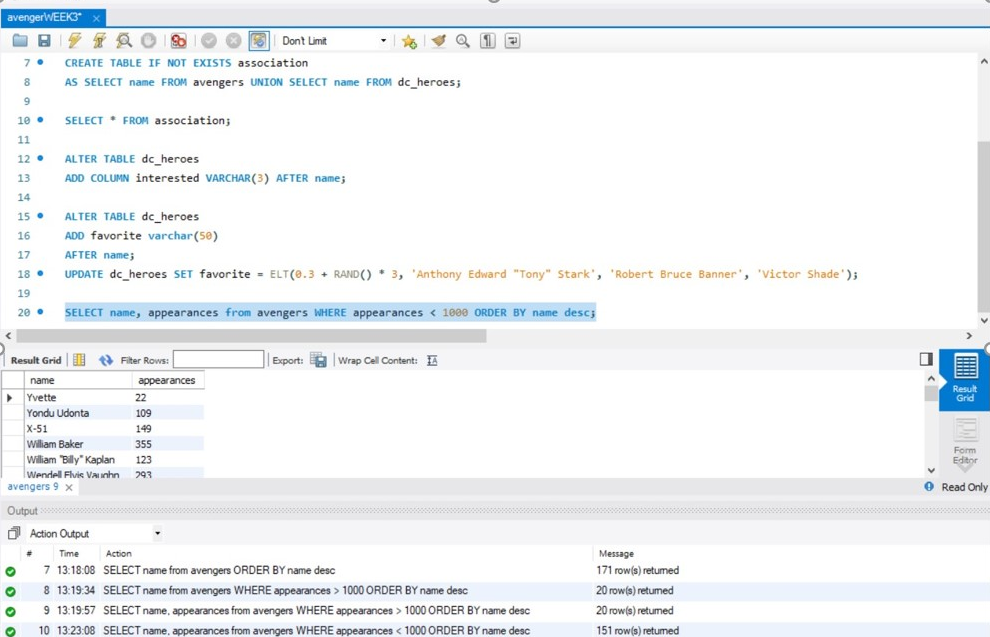 avengerWEEK3*
Don't Limit
7 CREATE TABLE IF NOT EXISTS association
8 AS SELECT name FROM avengers UNION SELECT name FROM dc_heroes;
9
10 SELECT * FROM association;
11
12 ALTER TABLE dc_heroes
13 ADD COLUMN interested VARCHAR(3) AFTER name;
14
15 ALTER TABLE dc_heroes
16 ADD favorite varchar(50)
17 AFTER name;
18 UPDATE dc_heroes SET favorite = ELT(0.3 + RAND() * 3, 'Anthony Edward "Tony" Stark', 'Robert Bruce Banner', 'Victor Shade');
19
20 SELECT name, appearances from avengers WHERE appearances < 1000 ORDER BY name desc;
Result Grid Filter Rows: Export: Wrap Cell Content:
name appearances
Yvette 22
Yondu Udonta 109
X-51 149
William Baker 355
William "Billy" Kaplan 123
Wendell Elvis Vaughn 293
Result Grid
Form Editor
avengers 9 Read Only
Output
Action Output
# Time Action Message
7 13:18:08 SELECT name from avengers ORDER BY name desc 171 row(s) returned
8 13:19:34 SELECT name from avengers WHERE appearances > 1000 ORDER BY name desc 20 row(s) returned
9 13:19:57 SELECT name, appearances from avengers WHERE appearances > 1000 ORDER BY name desc 20 row(s) returned
10 13:23:08 SELECT name, appearances from avengers WHERE appearances < 1000 ORDER BY name desc 151 row(s) returned